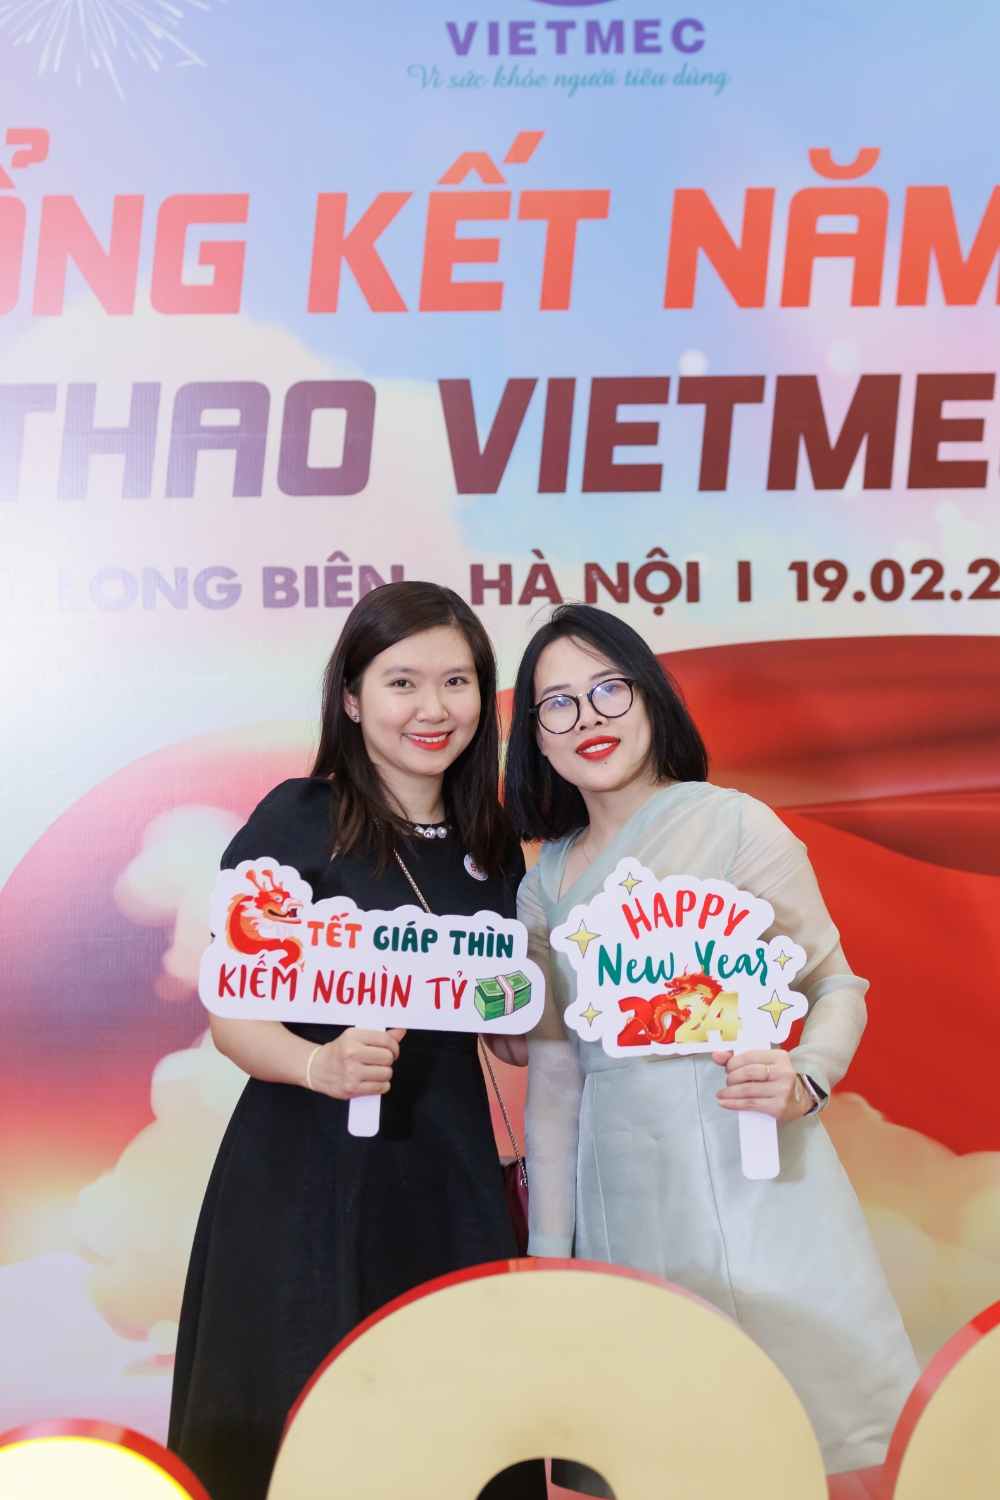 VIETMEC
Vì sức khỏe người tiêu dùng
ỔNG KẾT NĂM
THAO VIETME
LONG BIÊN HÀ NỘI I 19.02.2
TẾT GIÁP THÌN
KIẾM NGHÌN TỶ
HAPPY
New Year
2024